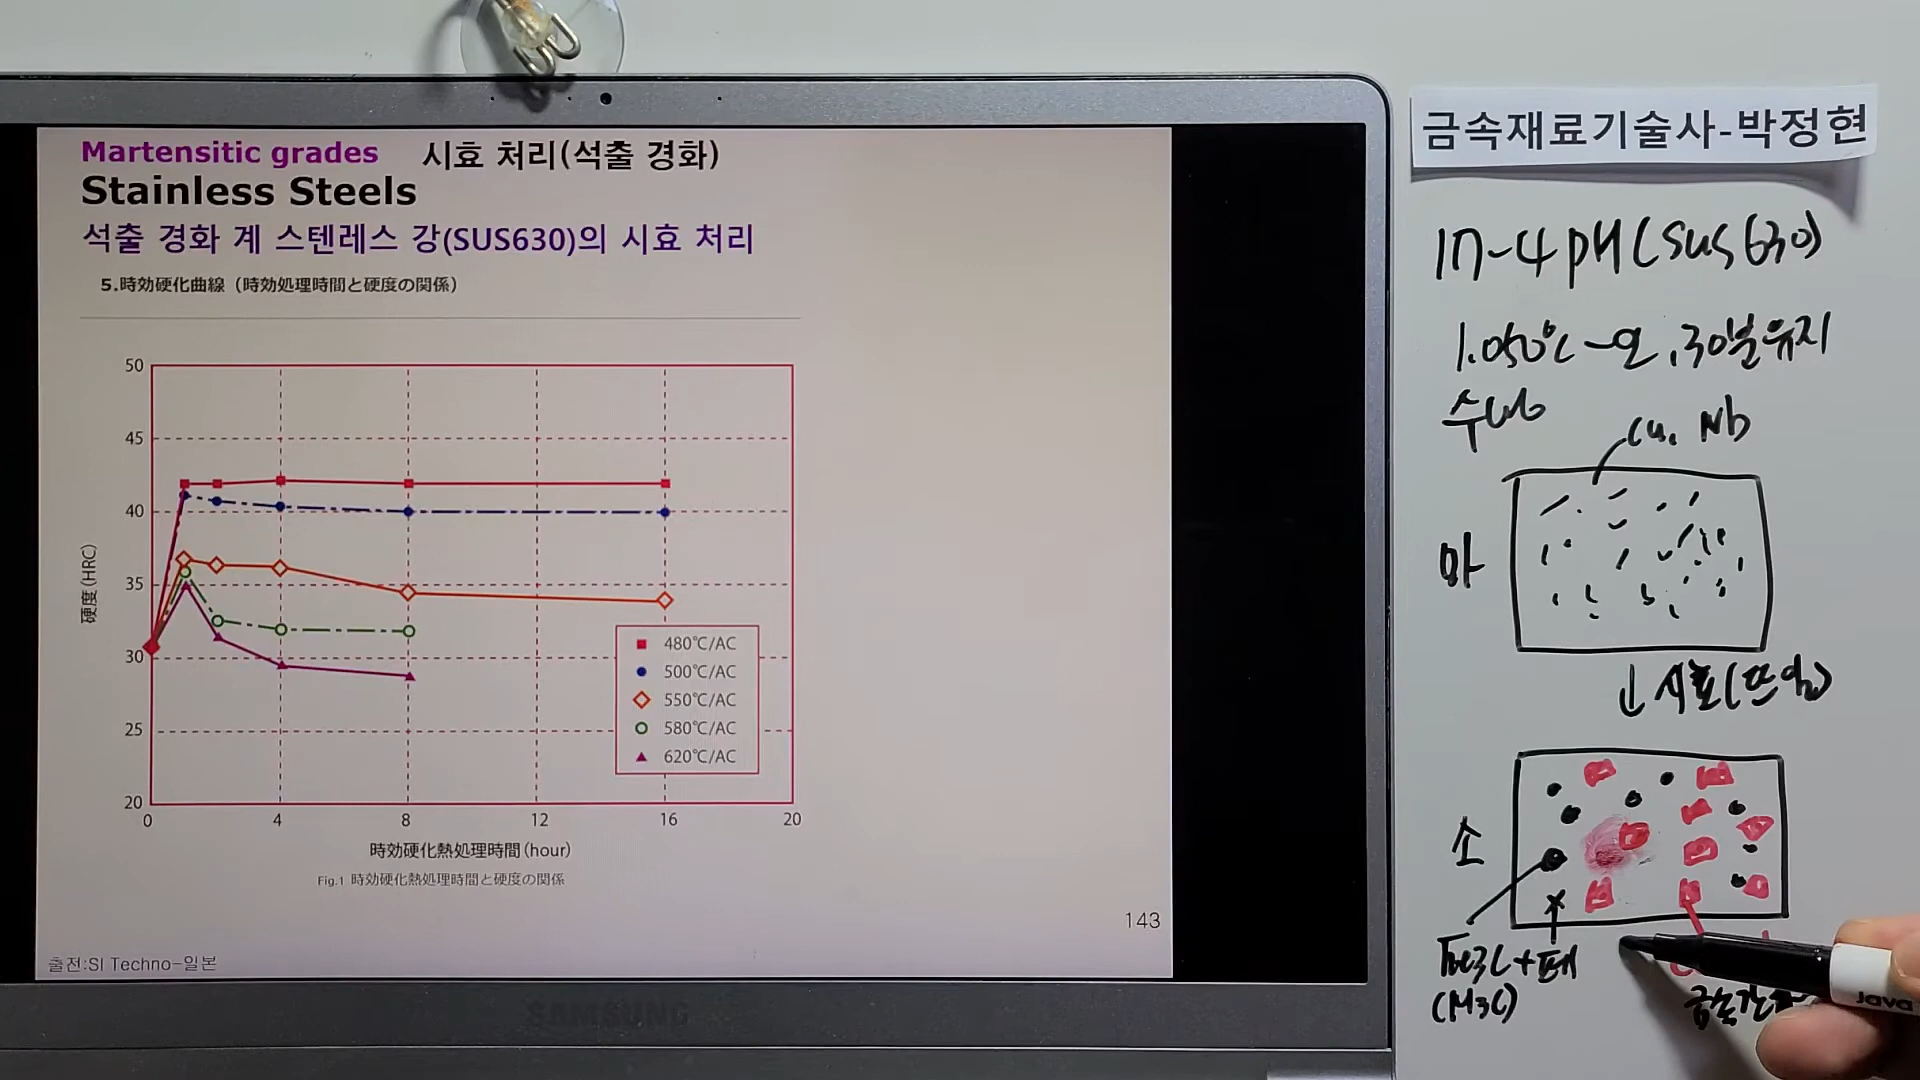 Martensitic grades 시효 처리(석출 경화)
Stainless Steels
석출 경화 계 스텐레스 강(SUS630)의 시효 처리
5.時効硬化曲線（時効処理時間と硬度の関係）
50
45
40
35
30
25
20
硬度(HRC)
0 4 8 12 16 20
480℃/AC
500℃/AC
550℃/AC
580℃/AC
620℃/AC
時効硬化熱処理時間(hour)
Fig.1 時効硬化熱処理時間と硬度の関係
143
출전:SI Techno-일본
SAMSUNG
금속재료기술사-박정현
17-4PH(SUS630)
1.050℃-오,30분유지
수냉
Cu, Nb
마
↓시효(뜨임)
소
Fe3C+페
(M3C)
금속간
Java